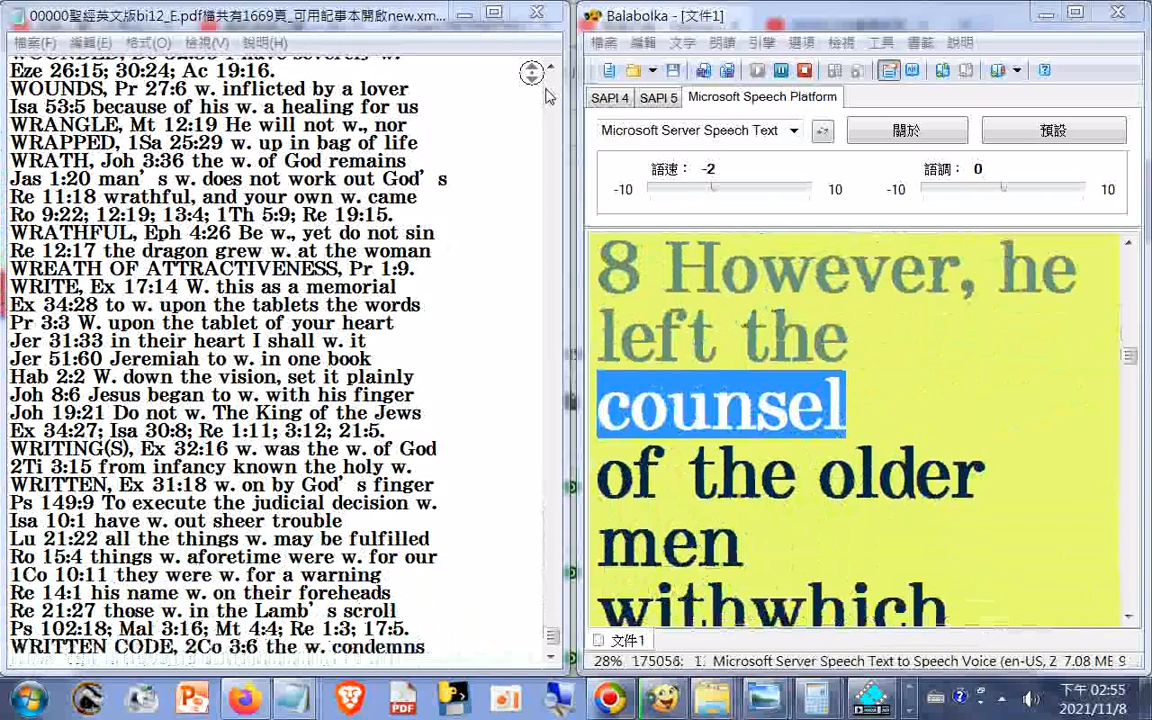 00000聖經英文版bi12_E.pdf檔共有1669頁_可用記事本開啟new.xm...
檔案(F) 編輯(E) 格式(O) 檢視(V) 說明(H)
Eze 26:15; 30:24; Ac 19:16.
WOUNDS, Pr 27:6 w. inflicted by a lover
Isa 53:5 because of his w. a healing for us
WRANGLE, Mt 12:19 He will not w., nor
WRAPPED, 1Sa 25:29 w. up in bag of life
WRATH, Joh 3:36 the w. of God remains
Jas 1:20 man’s w. does not work out God’s
Re 11:18 wrathful, and your own w. came
Ro 9:22; 12:19; 13:4; 1Th 5:9; Re 19:15.
WRATHFUL, Eph 4:26 Be w., yet do not sin
Re 12:17 the dragon grew w. at the woman
WREATH OF ATTRACTIVENESS, Pr 1:9.
WRITE, Ex 17:14 W. this as a memorial
Ex 34:28 to w. upon the tablets the words
Pr 3:3 W. upon the tablet of your heart
Jer 31:33 in their heart I shall w. it
Jer 51:60 Jeremiah to w. in one book
Hab 2:2 W. down the vision, set it plainly
Joh 8:6 Jesus began to w. with his finger
Joh 19:21 Do not w. The King of the Jews
Ex 34:27; Isa 30:8; Re 1:11; 3:12; 21:5.
WRITING(S), Ex 32:16 w. was the w. of God
2Ti 3:15 from infancy known the holy w.
WRITTEN, Ex 31:18 w. on by God’s finger
Ps 149:9 To execute the judicial decision w.
Isa 10:1 have w. out sheer trouble
Lu 21:22 all the things w. may be fulfilled
Ro 15:4 things w. aforetime were w. for our
1Co 10:11 they were w. for a warning
Re 14:1 his name w. on their foreheads
Re 21:27 those w. in the Lamb’s scroll
Ps 102:18; Mal 3:16; Mt 4:4; Re 1:3; 17:5.
WRITTEN CODE, 2Co 3:6 the w. condemns
Balabolka - [文件1]
檔案 編輯 文字 朗讀 引擎 選項 檢視 工具 書籤 說明
SAPI 4 SAPI 5 Microsoft Speech Platform
Microsoft Server Speech Text 關於 預設
語速： -2 語調： 0
-10 10 -10 10
8 However, he
left the
counsel
of the older
men
withwhich
文件1
28% 175056: Microsoft Server Speech Text to Speech Voice (en-US, Z 7.08 MB 9
PDF
下午 02:55
2021/11/8